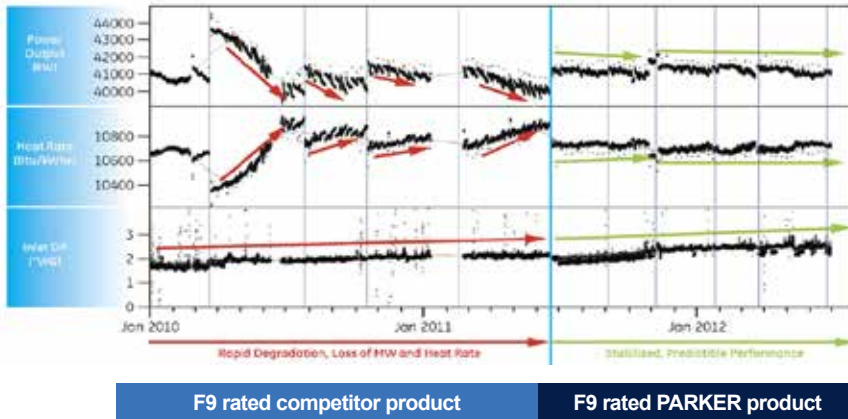 Power
Output
(kW)
44000
43000
42000
41000
40000
Heat Rate
(Btu/kWhr)
10800
10600
10400
Inlet DP
("WG)
3
2
1
0
Jan 2010
Jan 2011
Jan 2012
Rapid Degradation, Loss of MW and Heat Rate
Stabilized, Predictible Performance
F9 rated competitor product
F9 rated PARKER product